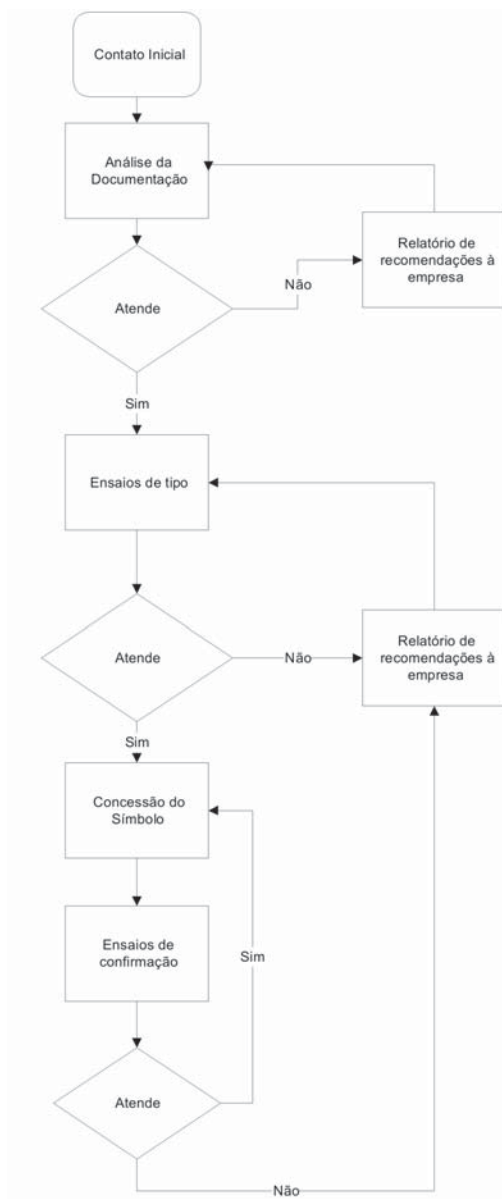 Contato Inicial
Análise da
Documentação
Relatório de
recomendações à
empresa
Atende
Não
Sim
Ensaios de tipo
Atende
Não
Relatório de
recomendações à
empresa
Sim
Concessão do
Símbolo
Ensaios de
confirmação
Sim
Atende
Não